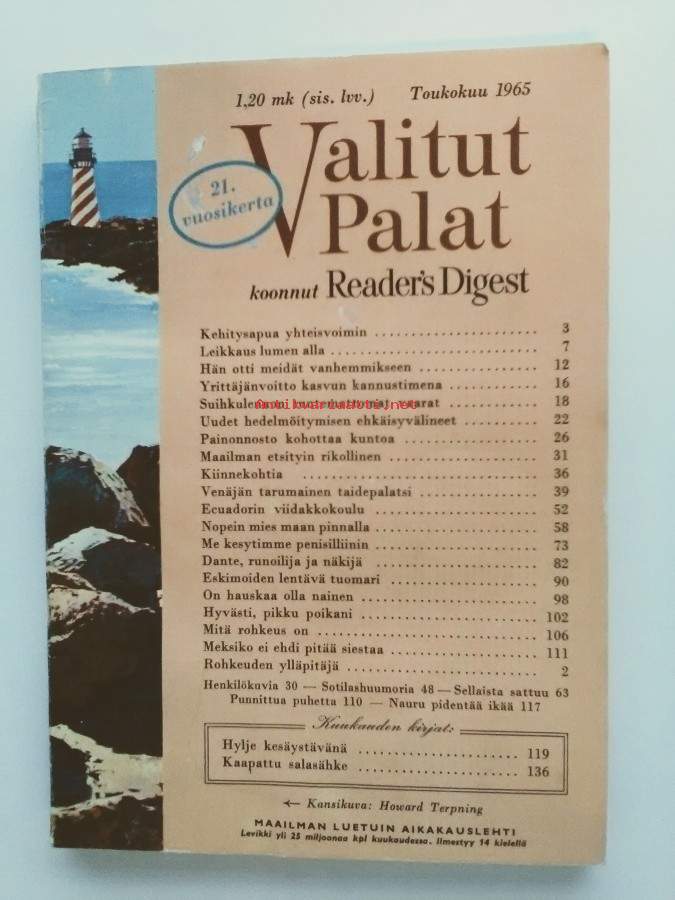 1,20 mk (sis. lvv.) Toukokuu 1965
Valitut
Palat
21.
vuosikerta
koonnut Reader's Digest
Kehitysapua yhteisvoimin ........................ 3
Leikkaus lumen alla ........................ 7
Hän otti meidät vanhemmikseen ........................ 12
Yrittäjänvoitto kasvun kannustimena ........................ 16
Suihkulennon vaarat ........................ 18
Uudet hedelmöitymisen ehkäisyvälineet ........................ 22
Painonnosto kohottaa kuntoa ........................ 26
Maailman etsityin rikollinen ........................ 31
Kiinnekohtia ........................ 36
Venäjän tarumainen taidepalatsi ........................ 39
Ecuadorin viidakkokoulu ........................ 52
Nopein mies maan pinnalla ........................ 58
Me kesytimme penisilliinin ........................ 73
Dante, runoilija ja näkijä ........................ 82
Eskimoiden lentävä tuomari ........................ 90
On hauskaa olla nainen ........................ 98
Hyvästi, pikku poikani ........................ 102
Mitä rohkeus on ........................ 106
Meksiko ei ehdi pitää siestaa ........................ 111
Rohkeuden ylläpitäjä ........................ 2
Henkilökuvia 30 — Sotilashuumoria 48 — Sellaista sattuu 63
Punnittua puhetta 110 — Nauru pidentää ikää 117
Kuukauden kirjat:
Hylje kesäystävänä ........................ 119
Kaapattu salasähke ........................ 136
← Kansikuva: Howard Terpning
MAAILMAN LUETUIN AIKAKAUSLEHTI
Levikki yli 25 miljoonaa kpl kuukaudessa. Ilmestyy 14 kielellä